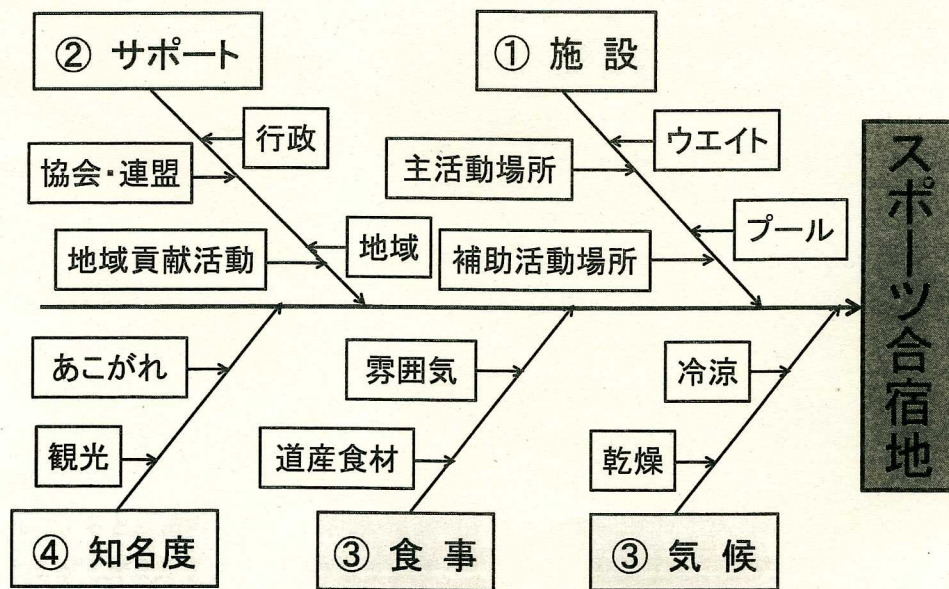 ② サポート
① 施 設
行政
ウエイト
協会・連盟
主活動場所
地域
プール
地域貢献活動
補助活動場所
スポーツ合宿地
あこがれ
雰囲気
冷涼
観光
道産食材
乾燥
④ 知名度
③ 食 事
③ 気 候